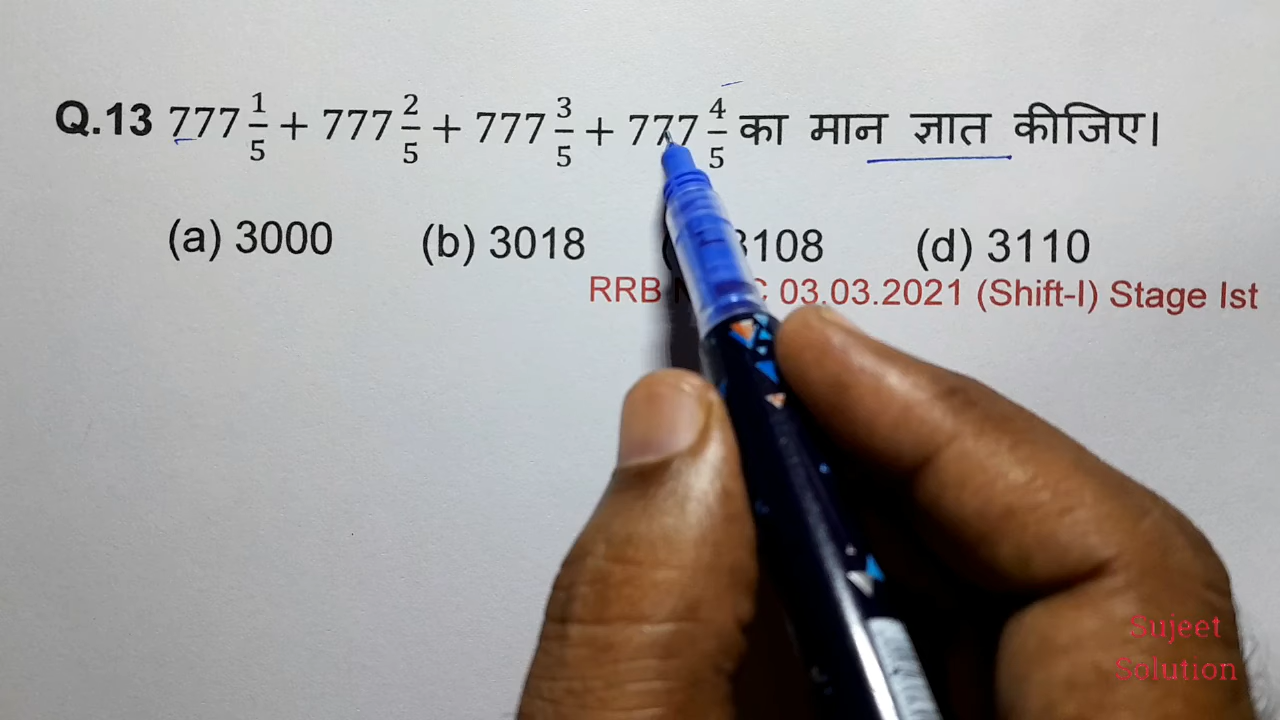 Q.13 777 1/5 + 777 2/5 + 777 3/5 + 777 4/5 का मान ज्ञात कीजिए।
(a) 3000 (b) 3018 3108 (d) 3110
RRB 03.03.2021 (Shift-I) Stage Ist
Sujeet
Solution